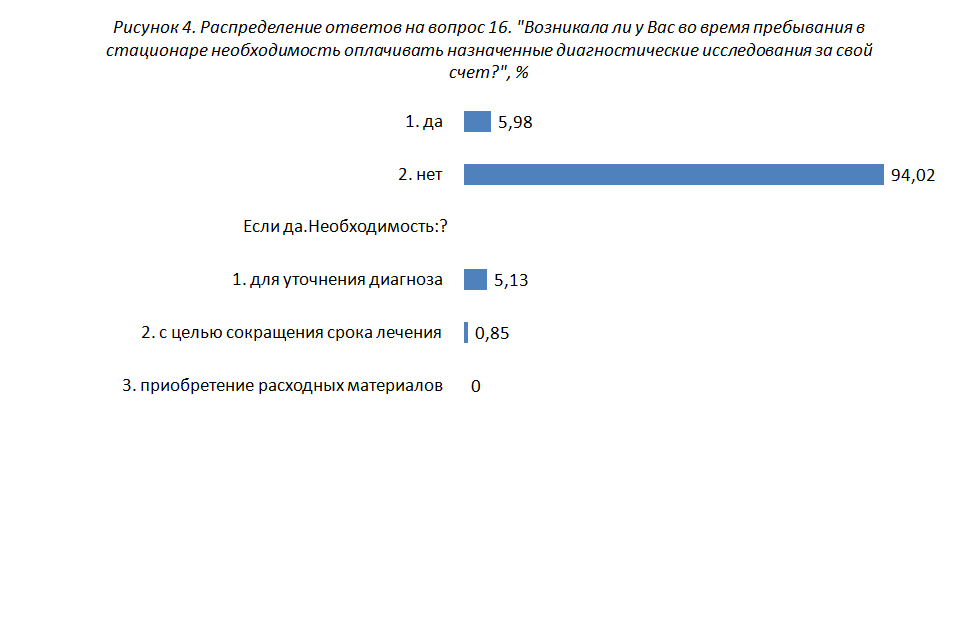 Рисунок 4. Распределение ответов на вопрос 16. "Возникала ли у Вас во время пребывания в
стационаре необходимость оплачивать назначенные диагностические исследования за свой
счет?", %
1. да 5,98
2. нет 94,02
Если да.Необходимость:?
1. для уточнения диагноза 5,13
2. с целью сокращения срока лечения 0,85
3. приобретение расходных материалов 0